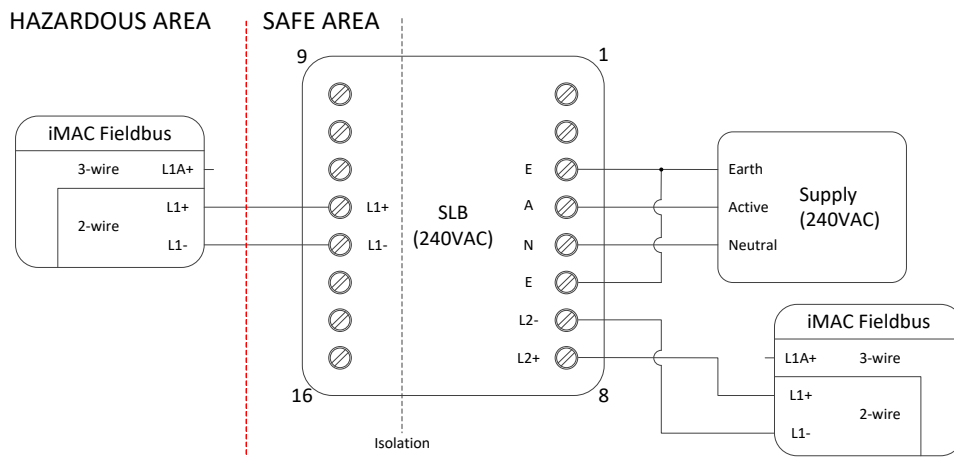 HAZARDOUS AREA
SAFE AREA
9
1
iMAC Fieldbus
3-wire
L1A+
2-wire
L1+
L1-
L1+
L1-
SLB
(240VAC)
E
A
N
E
L2-
L2+
Earth
Active
Neutral
Supply
(240VAC)
iMAC Fieldbus
L1A+
3-wire
L1+
2-wire
L1-
16
8
Isolation